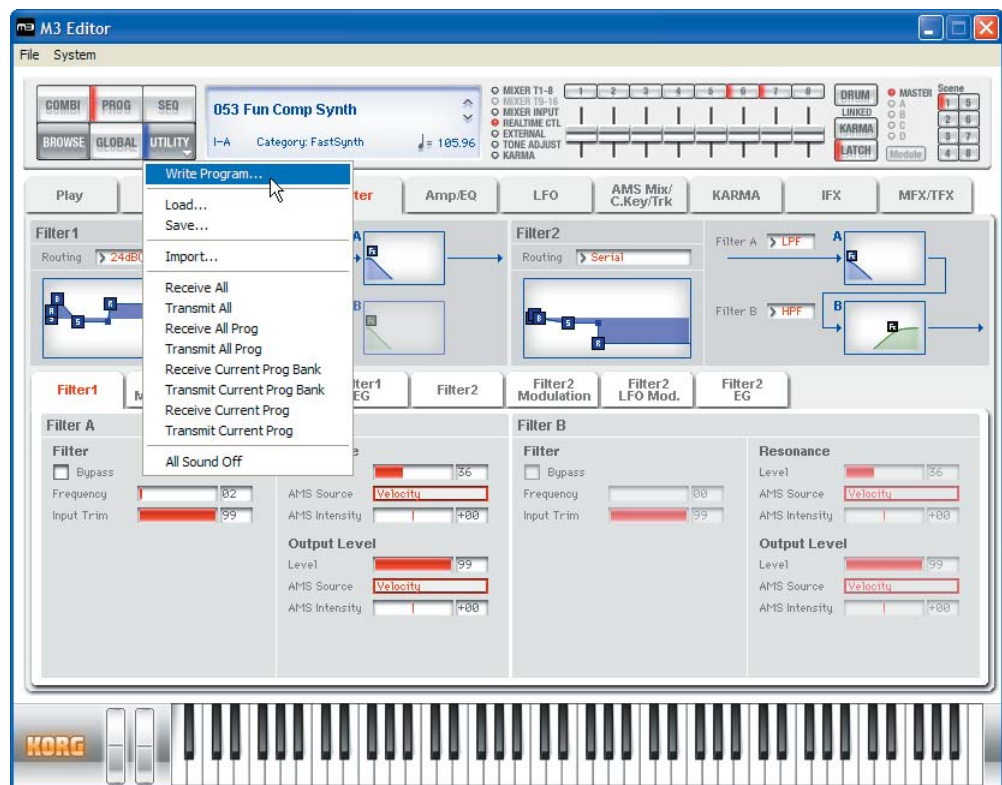 M3 Editor
File System
COMBI PROG SEQ
BROWSE GLOBAL UTILITY
053 Fun Comp Synth
I-A Category: FastSynth ♩= 105.96
MIXER T1-8
MIXER T9-16
MIXER INPUT
REALTIME CTL
EXTERNAL
TONE ADJUST
KARMA
1 2 3 4 5 6 7 8
DRUM
LINKED
KARMA
LATCH
MASTER
A
B
C
D
Module
Scene
1 5
2 6
3 7
4 8
Write Program...
Load...
Save...
Import...
Receive All
Transmit All
Receive All Prog
Transmit All Prog
Receive Current Prog Bank
Transmit Current Prog Bank
Receive Current Prog
Transmit Current Prog
All Sound Off
Play Amp/EQ LFO AMS Mix/ C.Key/Trk KARMA IFX MFX/TFX
Filter1
Routing
A
Fc
B
Fc
R
B
A
S
R
Filter2
Routing Serial
B
S
R
Filter A LPF A
Fc
Filter B HPF B
Fc
Filter1 EG Filter2 Filter2 Modulation Filter2 LFO Mod. Filter2 EG
Filter A
Filter
Bypass
Frequency 02
Input Trim 99
36
AMS Source Velocity
AMS Intensity +00
Output Level
Level 99
AMS Source Velocity
AMS Intensity +00
Filter B
Filter
Bypass
Frequency 00
Input Trim 99
Resonance
Level 36
AMS Source Velocity
AMS Intensity +00
Output Level
Level 99
AMS Source Velocity
AMS Intensity +00
KORG